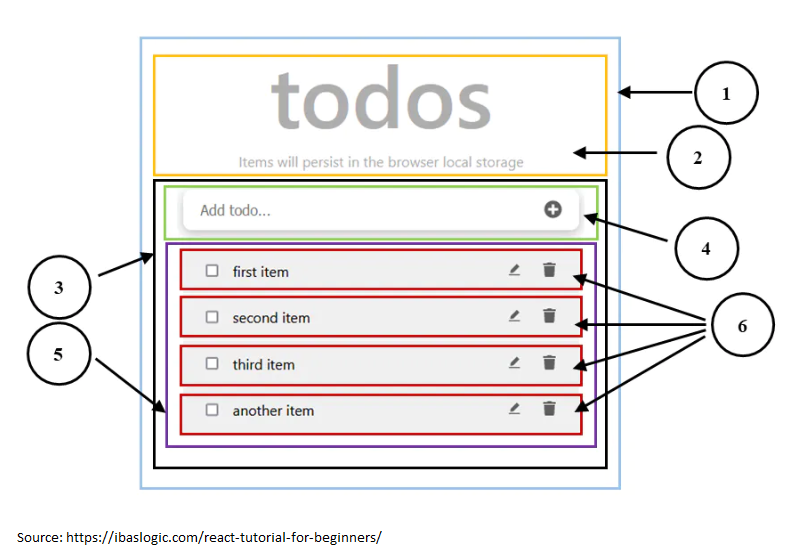 todos
1
Items will persist in the browser local storage
2
Add todo...
4
3
first item
second item
6
5
third item
another item
Source: https://ibaslogic.com/react-tutorial-for-beginners/